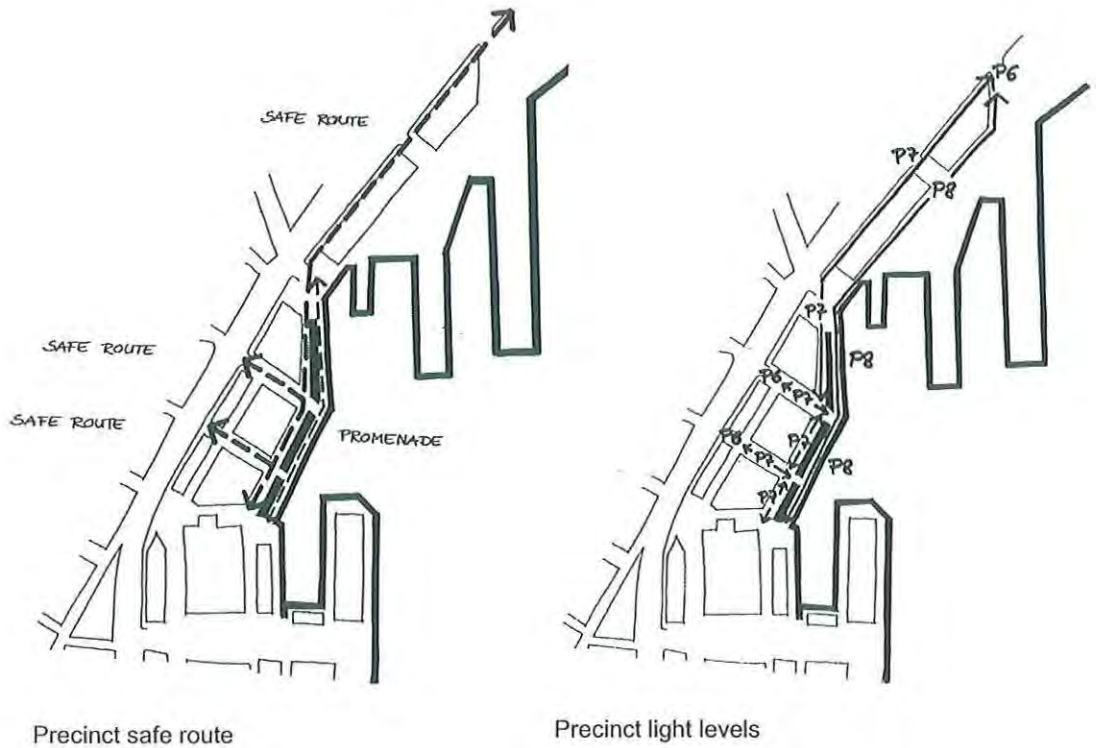 SAFE ROUTE
SAFE ROUTE
SAFE ROUTE
PROMENADE
Precinct safe route
P6
P7
P8
P7
P8
P6
P7
P6
P7
P7
P8
P7
Precinct light levels